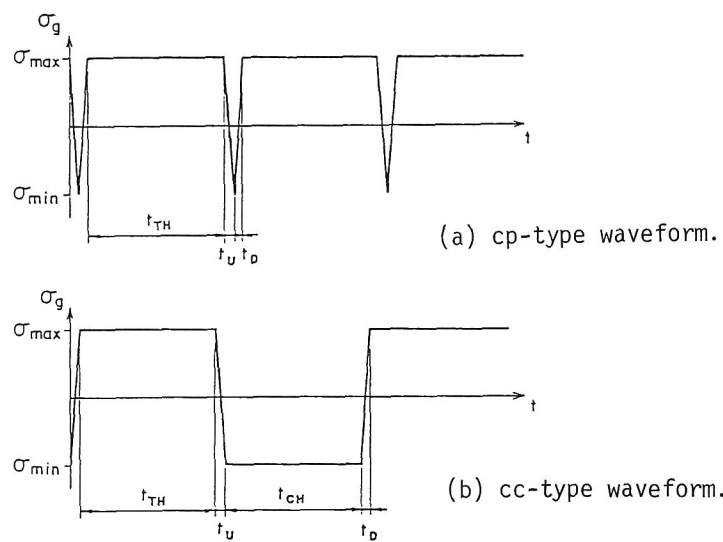 σg
σmax
t
σmin
tTH
tU tD
(a) cp-type waveform.
σg
σmax
t
σmin
tTH tCH
tU tD
(b) cc-type waveform.